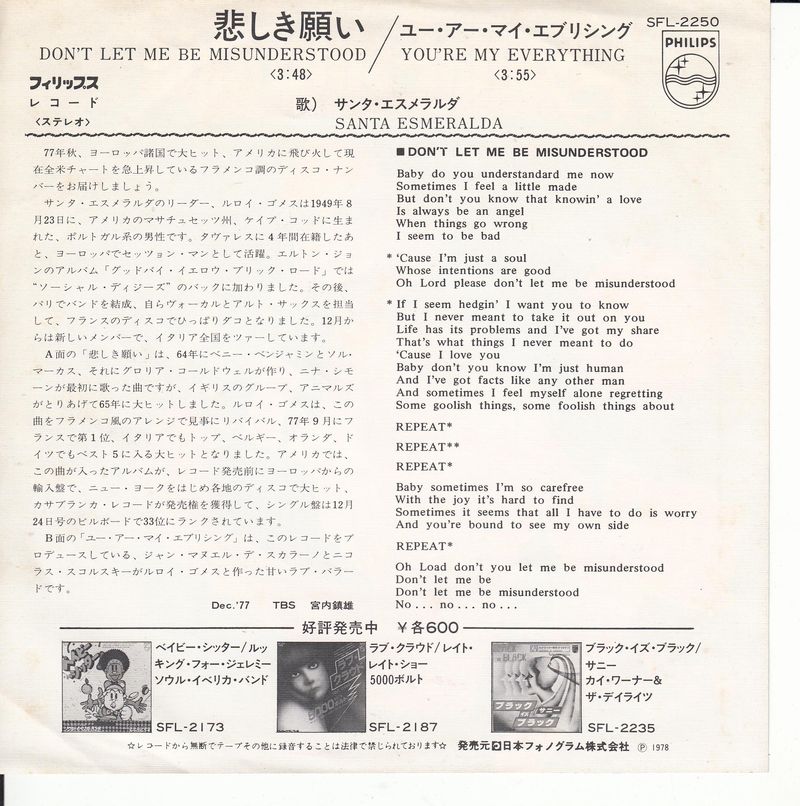 悲しき願い
DON'T LET ME BE MISUNDERSTOOD
〈3:48〉
ユー・アー・マイ・エブリシング
YOU'RE MY EVERYTHING
〈3:55〉
SFL-2250
PHILIPS
フィリップス
レコード
〈ステレオ〉
歌) サンタ・エスメラルダ
SANTA ESMERALDA
77年秋、ヨーロッパ諸国で大ヒット、アメリカに飛び火して現
在全米チャートを急上昇しているフラメンコ調のディスコ・ナン
バーをお届けしましょう。
サンタ・エスメラルダのリーダー、ルロイ・ゴメスは1949年8
月23日に、アメリカのマサチュセッツ州、ケイプ・コッドに生ま
れた、ポルトガル系の男性です。タヴァレスに4年間在籍したあ
と、ヨーロッパでセッツョン・マンとして活躍。エルトン・ジョ
ンのアルバム「グッドバイ・イエロウ・ブリック・ロード」では
"ソーシャル・ディジーズ"のバックに加わりました。その後、
パリでバンドを結成、自らヴォーカルとアルト・サックスを担当
して、フランスのディスコでひっぱりダコとなりました。12月か
らは新しいメンバーで、イタリア全国をツァーしています。
A面の「悲しき願い」は、64年にベニー・ベンジャミンとソル・
マーカス、それにグロリア・コールドウェルが作り、ニナ・シモ
ーンが最初に歌った曲ですが、イギリスのグループ、アニマルズ
がとりあげて65年に大ヒットしました。ルロイ・ゴメスは、この
曲をフラメンコ風のアレンジで見事にリバイバル、77年9月にフ
ランスで第1位、イタリアでもトップ、ベルギー、オランダ、ド
イツでもベスト5に入る大ヒットとなりました。アメリカでは、
この曲が入ったアルバムが、レコード発売前にヨーロッパからの
輸入盤で、ニュー・ヨークをはじめ各地のディスコで大ヒット、
カサブランカ・レコードが発売権を獲得して、シングル盤は12月
24日号のビルボードで33位にランクされています。
B面の「ユー・アー・マイ・エブリシング」は、このレコードをプ
ロデュースしている、ジャン・マヌエル・デ・スカラーノとニコ
ラス・スコルスキーがルロイ・ゴメスと作った甘いラブ・バラー
ドです。
Dec.'77 TBS 宮内鎮雄
■DON'T LET ME BE MISUNDERSTOOD
Baby do you understandard me now
Sometimes I feel a little made
But don't you know that knowin' a love
Is always be an angel
When things go wrong
I seem to be bad
* 'Cause I'm just a soul
Whose intentions are good
Oh Lord please don't let me be misunderstood
* If I seem hedgin' I want you to know
But I never meant to take it out on you
Life has its problems and I've got my share
That's what things I never meant to do
'Cause I love you
Baby don't you know I'm just human
And I've got facts like any other man
And sometimes I feel myself alone regretting
Some goolish things, some foolish things about
REPEAT*
REPEAT**
REPEAT*
Baby sometimes I'm so carefree
With the joy it's hard to find
Sometimes it seems that all I have to do is worry
And you're bound to see my own side
REPEAT*
Oh Load don't you let me be misunderstood
Don't let me be
Don't let me be misunderstood
No... no... no...
好評発売中 ¥各600
ベイビー・シッター/ルッ
キング・フォー・ジェレミー
ソウル・イベリカ・バンド
SFL-2173
ラブ・クラウド/レイト・
レイト・ショー
5000ボルト
SFL-2187
ブラック・イズ・ブラック/
サニー
カイ・ワーナー&
ザ・デイライツ
SFL-2235
☆レコードから無断でテープその他に録音することは法律で禁じられております☆
発売元 日本フォノグラム株式会社 Ⓟ 1978